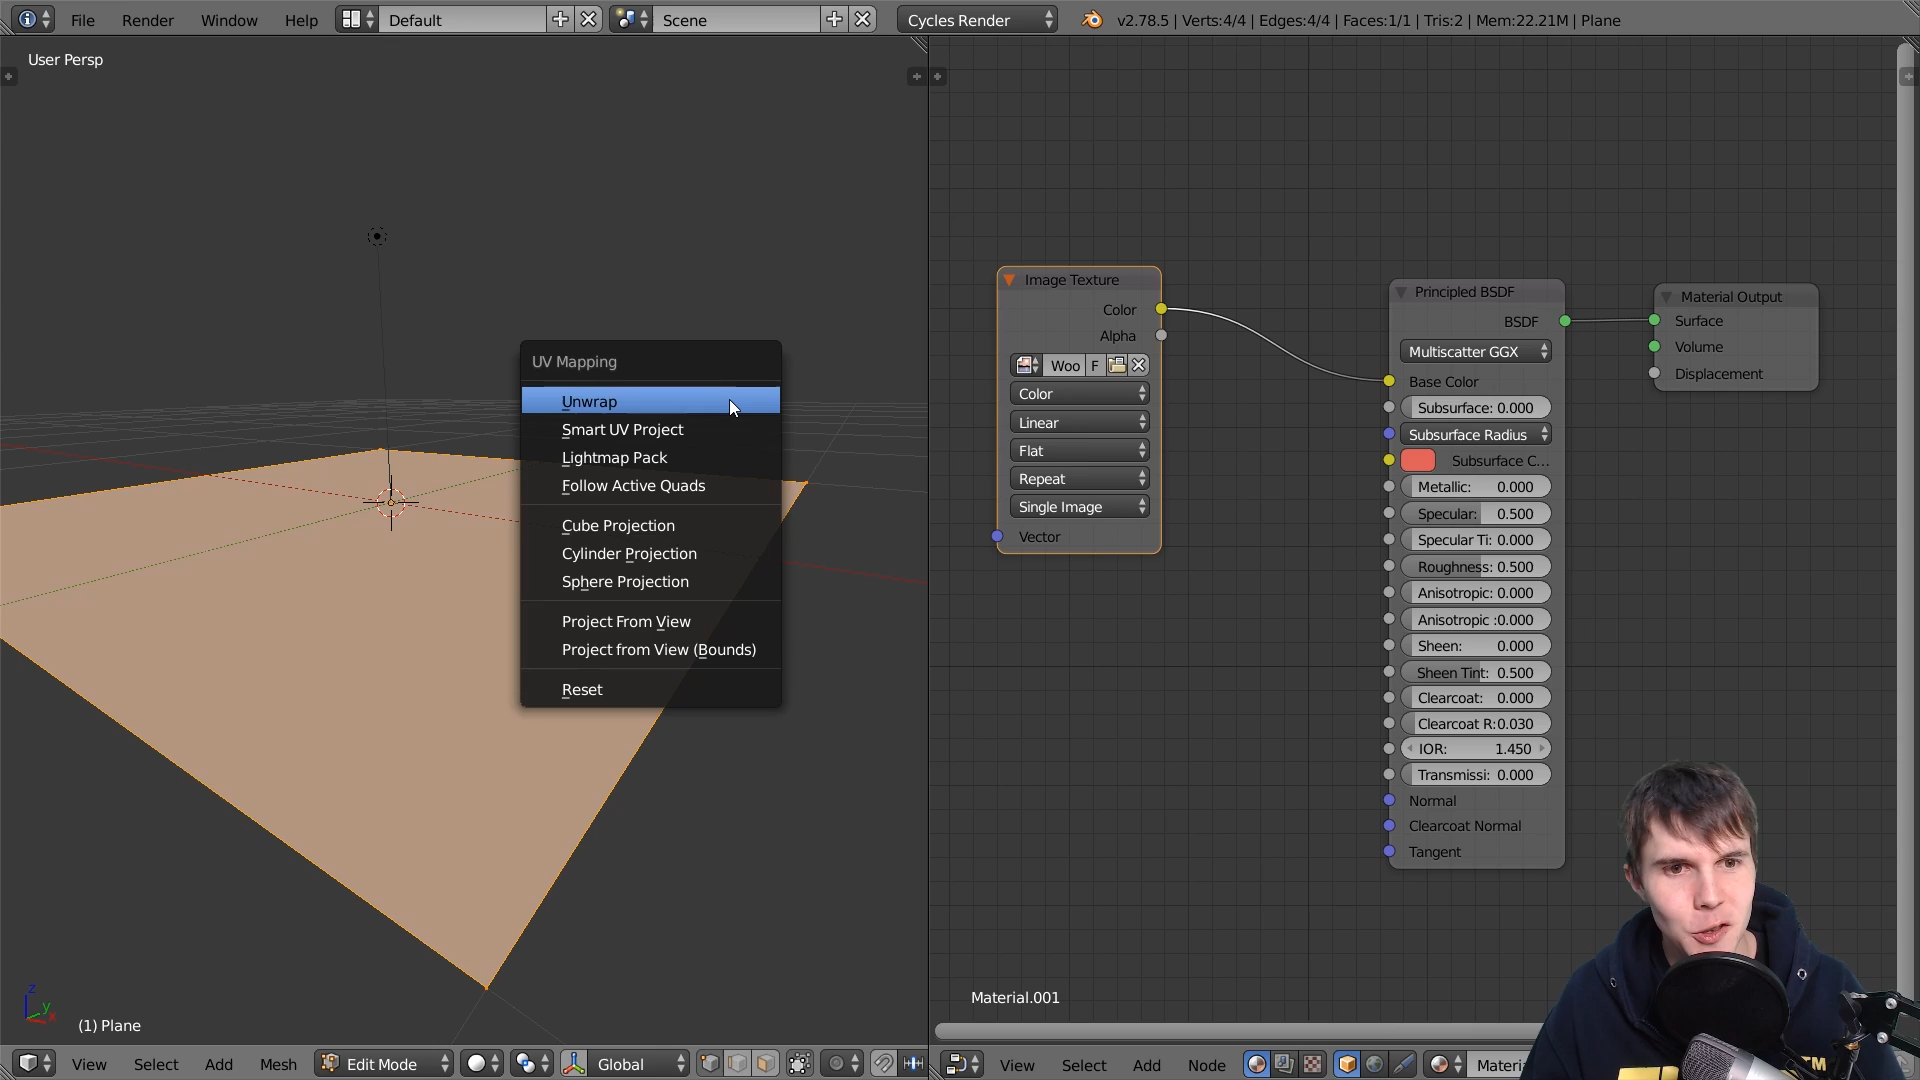 File Render Window Help Default Scene Cycles Render v2.78.5 | Verts:4/4 | Edges:4/4 | Faces:1/1 | Tris:2 | Mem:22.21M | Plane
User Persp
UV Mapping
Unwrap
Smart UV Project
Lightmap Pack
Follow Active Quads
Cube Projection
Cylinder Projection
Sphere Projection
Project From View
Project from View (Bounds)
Reset
z
y
x
(1) Plane
View Select Add Mesh Edit Mode Global
Image Texture
Color
Alpha
Woo F
Color
Linear
Flat
Repeat
Single Image
Vector
Principled BSDF
BSDF
Multiscatter GGX
Base Color
Subsurface: 0.000
Subsurface Radius
Subsurface C...
Metallic: 0.000
Specular: 0.500
Specular Ti: 0.000
Roughness: 0.500
Anisotropic: 0.000
Anisotropic :0.000
Sheen: 0.000
Sheen Tint: 0.500
Clearcoat: 0.000
Clearcoat R:0.030
IOR: 1.450
Transmissi: 0.000
Normal
Clearcoat Normal
Tangent
Material Output
Surface
Volume
Displacement
Material.001
View Select Add Node Materi